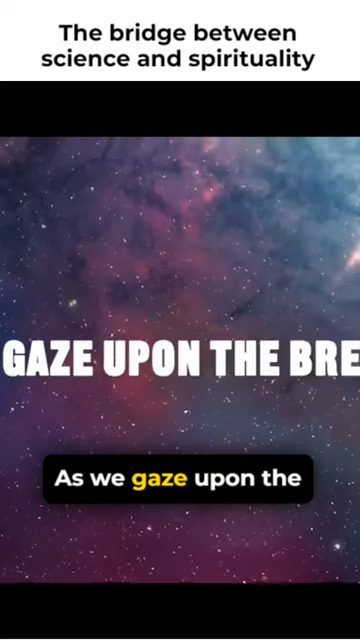 The bridge between
science and spirituality
GAZE UPON THE BRE
As we gaze upon the